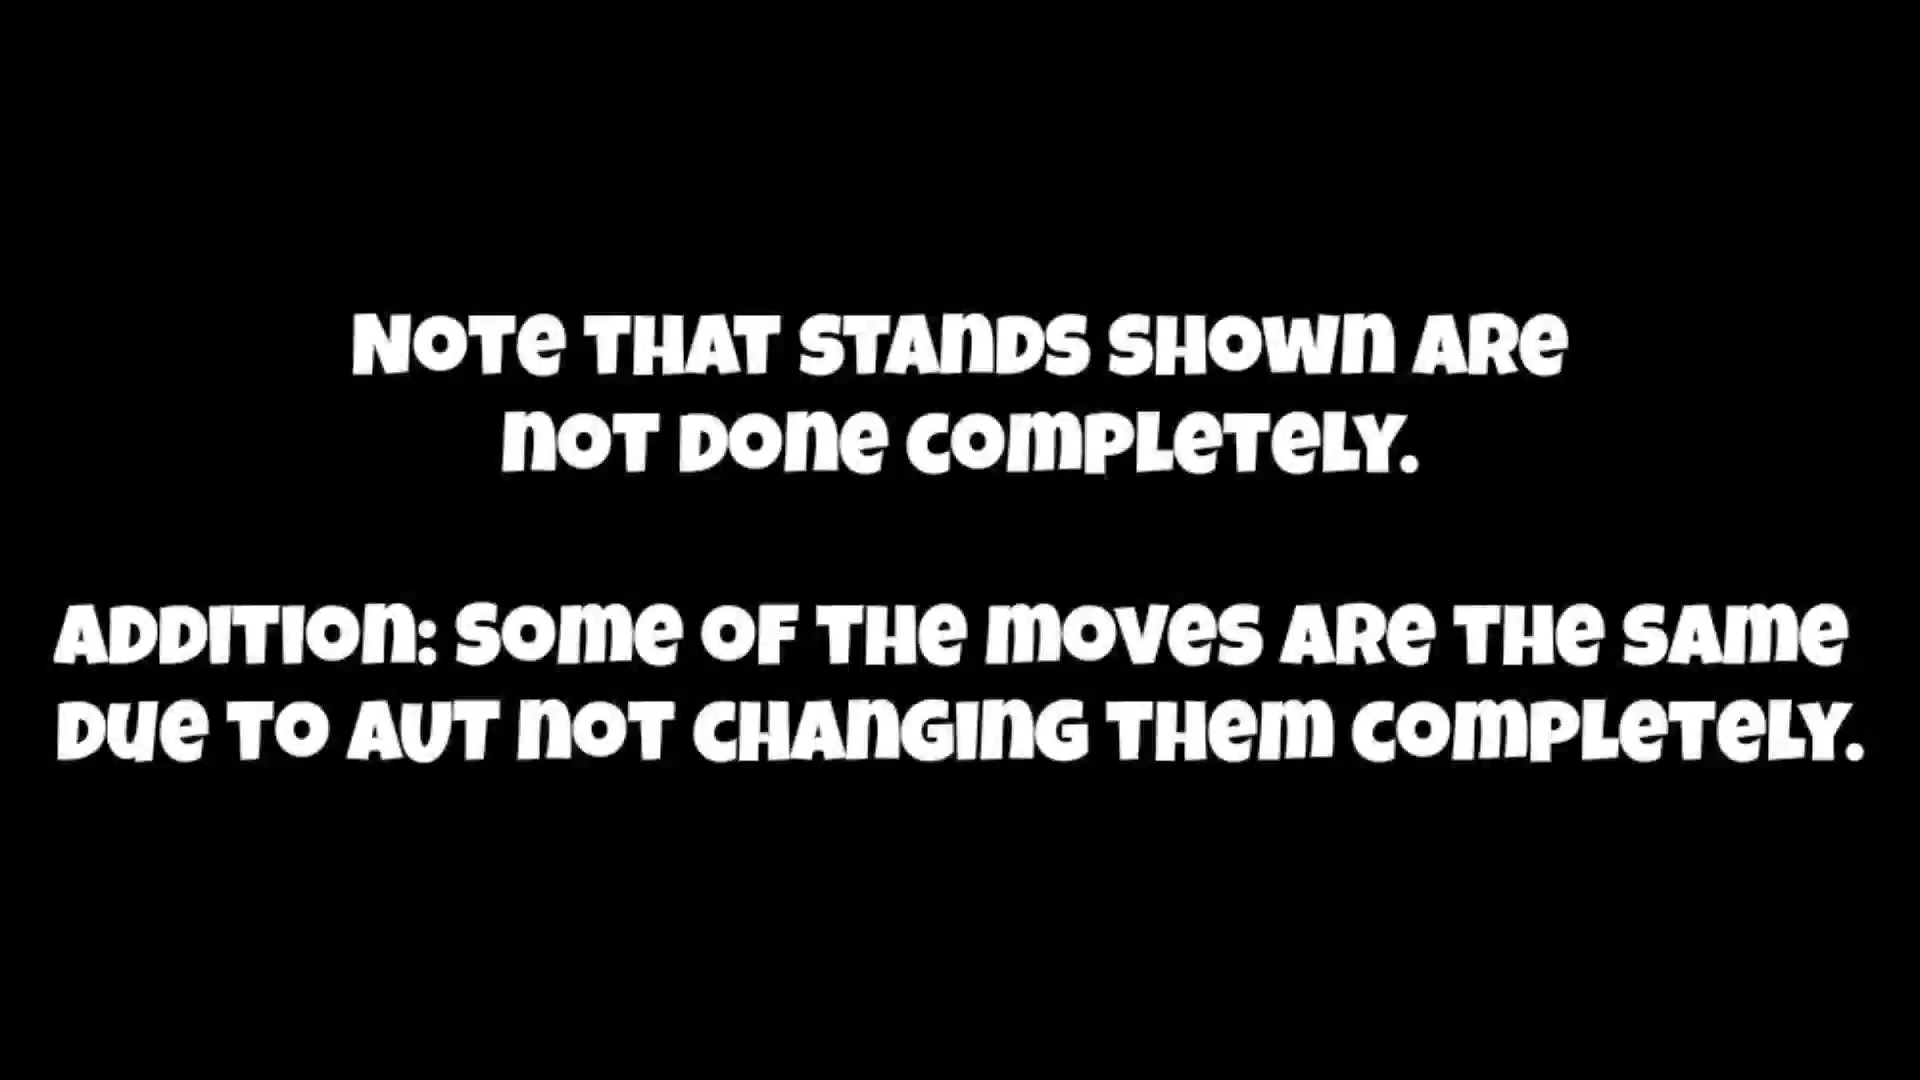 Note that stands shown are
not done completely.
Addition: Some of the moves are the same
due to AUT not changing them completely.